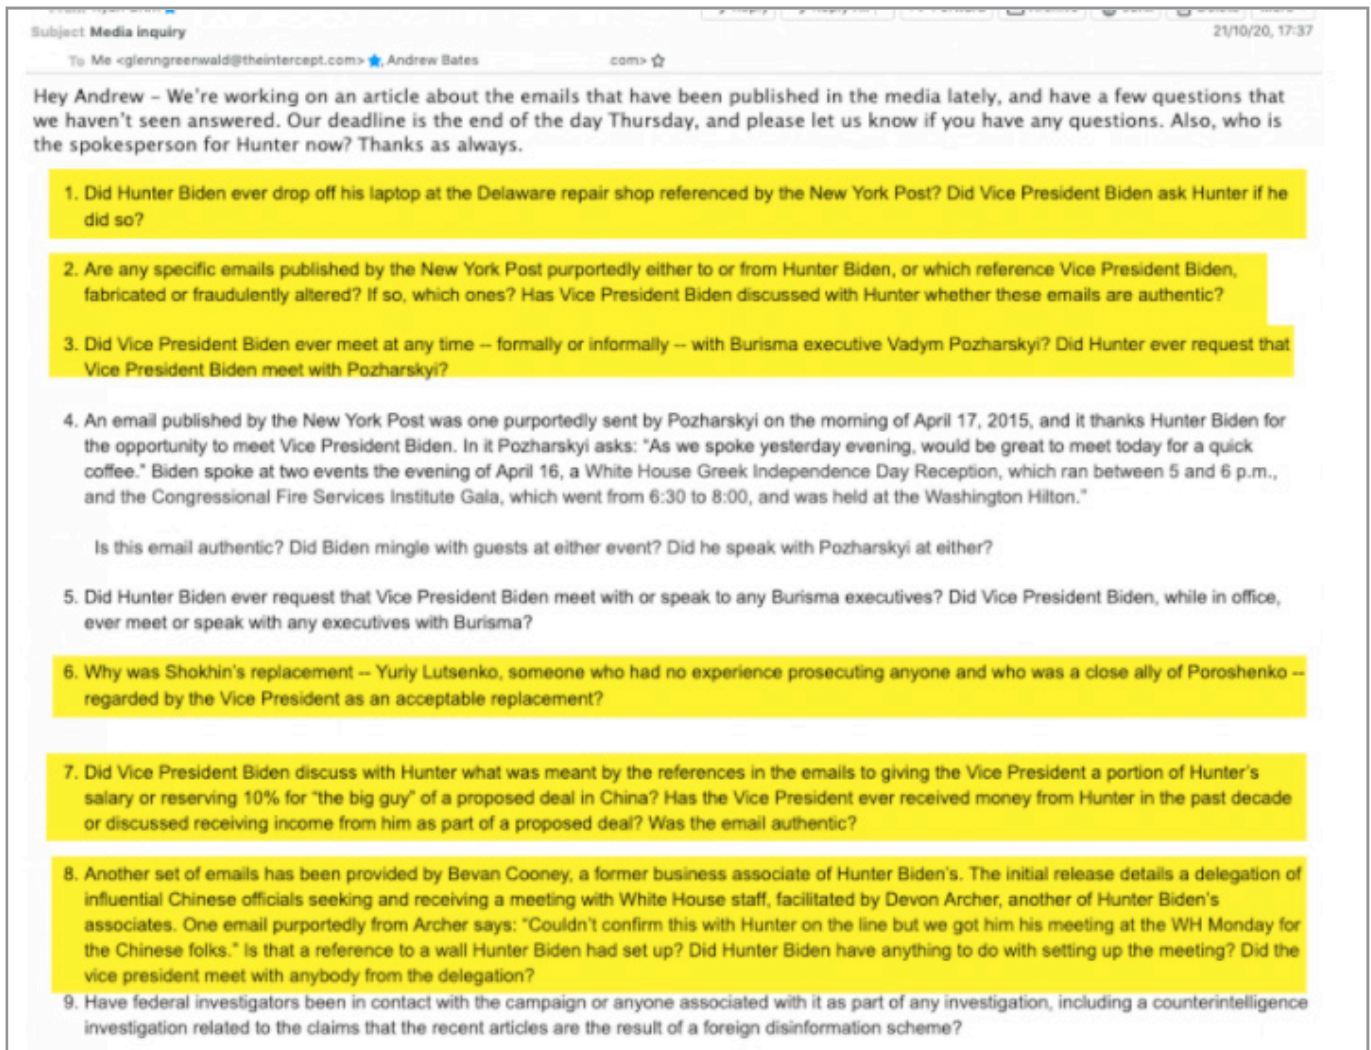 Subject Media inquiry
21/10/20, 17:37
To Me <glenngreenwald@theintercept.com> , Andrew Bates com>
Hey Andrew – We're working on an article about the emails that have been published in the media lately, and have a few questions that
we haven't seen answered. Our deadline is the end of the day Thursday, and please let us know if you have any questions. Also, who is
the spokesperson for Hunter now? Thanks as always.
1. Did Hunter Biden ever drop off his laptop at the Delaware repair shop referenced by the New York Post? Did Vice President Biden ask Hunter if he
did so?
2. Are any specific emails published by the New York Post purportedly either to or from Hunter Biden, or which reference Vice President Biden,
fabricated or fraudulently altered? If so, which ones? Has Vice President Biden discussed with Hunter whether these emails are authentic?
3. Did Vice President Biden ever meet at any time -- formally or informally -- with Burisma executive Vadym Pozharskyi? Did Hunter ever request that
Vice President Biden meet with Pozharskyi?
4. An email published by the New York Post was one purportedly sent by Pozharskyi on the morning of April 17, 2015, and it thanks Hunter Biden for
the opportunity to meet Vice President Biden. In it Pozharskyi asks: “As we spoke yesterday evening, would be great to meet today for a quick
coffee.” Biden spoke at two events the evening of April 16, a White House Greek Independence Day Reception, which ran between 5 and 6 p.m.,
and the Congressional Fire Services Institute Gala, which went from 6:30 to 8:00, and was held at the Washington Hilton.”
Is this email authentic? Did Biden mingle with guests at either event? Did he speak with Pozharskyi at either?
5. Did Hunter Biden ever request that Vice President Biden meet with or speak to any Burisma executives? Did Vice President Biden, while in office,
ever meet or speak with any executives with Burisma?
6. Why was Shokhin's replacement -- Yuriy Lutsenko, someone who had no experience prosecuting anyone and who was a close ally of Poroshenko --
regarded by the Vice President as an acceptable replacement?
7. Did Vice President Biden discuss with Hunter what was meant by the references in the emails to giving the Vice President a portion of Hunter's
salary or reserving 10% for “the big guy” of a proposed deal in China? Has the Vice President ever received money from Hunter in the past decade
or discussed receiving income from him as part of a proposed deal? Was the email authentic?
8. Another set of emails has been provided by Bevan Cooney, a former business associate of Hunter Biden's. The initial release details a delegation of
influential Chinese officials seeking and receiving a meeting with White House staff, facilitated by Devon Archer, another of Hunter Biden's
associates. One email purportedly from Archer says: “Couldn't confirm this with Hunter on the line but we got him his meeting at the WH Monday for
the Chinese folks.” Is that a reference to a wall Hunter Biden had set up? Did Hunter Biden have anything to do with setting up the meeting? Did the
vice president meet with anybody from the delegation?
9. Have federal investigators been in contact with the campaign or anyone associated with it as part of any investigation, including a counterintelligence
investigation related to the claims that the recent articles are the result of a foreign disinformation scheme?